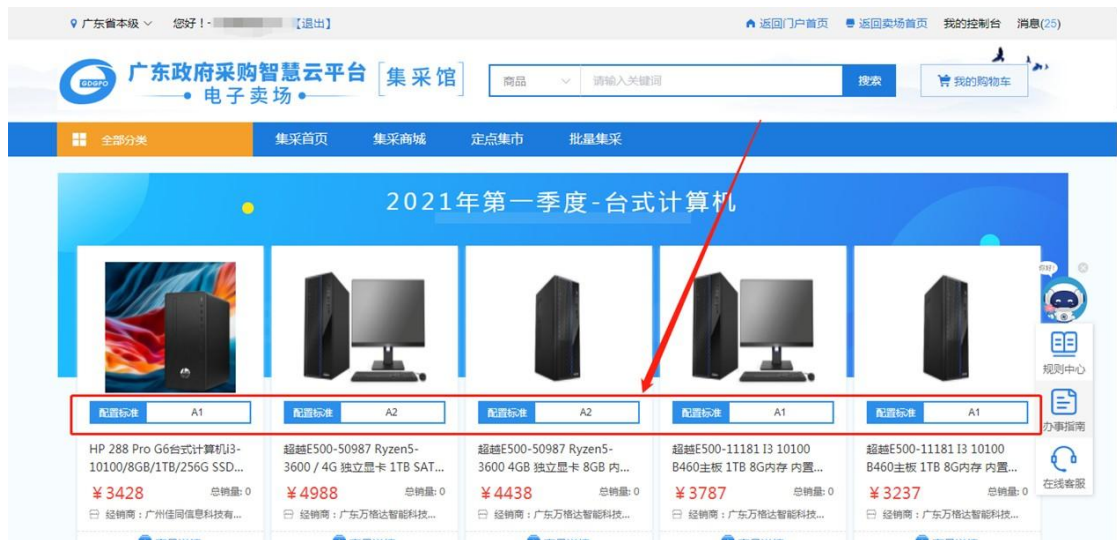 广东省本级 您好！- 【退出】 返回门户首页 返回卖场首页 我的控制台 消息(25)
GDGPO 广东政府采购智慧云平台 电子卖场 集采馆 商品 请输入关键词 搜索 我的购物车
全部分类 集采首页 集采商城 定点集市 批量集采
2021年第一季度-台式计算机
你好!
规则中心
办事指南
在线客服
配置标准 A1 配置标准 A2 配置标准 A2 配置标准 A1 配置标准 A1
HP 288 Pro G6台式计算机i3- 超越E500-50987 Ryzen5- 超越E500-50987 Ryzen5- 超越E500-11181 I3 10100 超越E500-11181 I3 10100
10100/8GB/1TB/256G SSD... 3600 / 4G 独立显卡 1TB SAT... 3600 4GB 独立显卡 8GB 内... B460主板 1TB 8G内存 内置... B460主板 1TB 8G内存 内置...
￥3428 总销量: 0 ￥4988 总销量: 0 ￥4438 总销量: 0 ￥3787 总销量: 0 ￥3237 总销量: 0
经销商：广州佳同信息科技有... 经销商：广东万格达智能科技... 经销商：广东万格达智能科技... 经销商：广东万格达智能科技... 经销商：广东万格达智能科技...